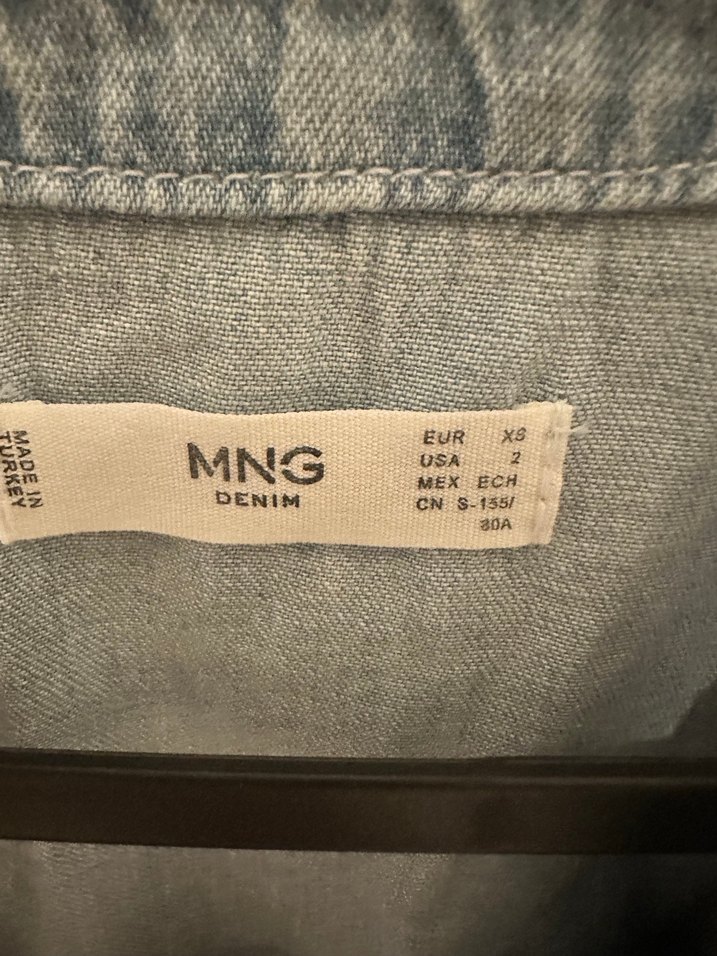 MADE IN
TURKEY
MNG
DENIM
EUR XS
USA 2
MEX ECH
CN S-155/
80A